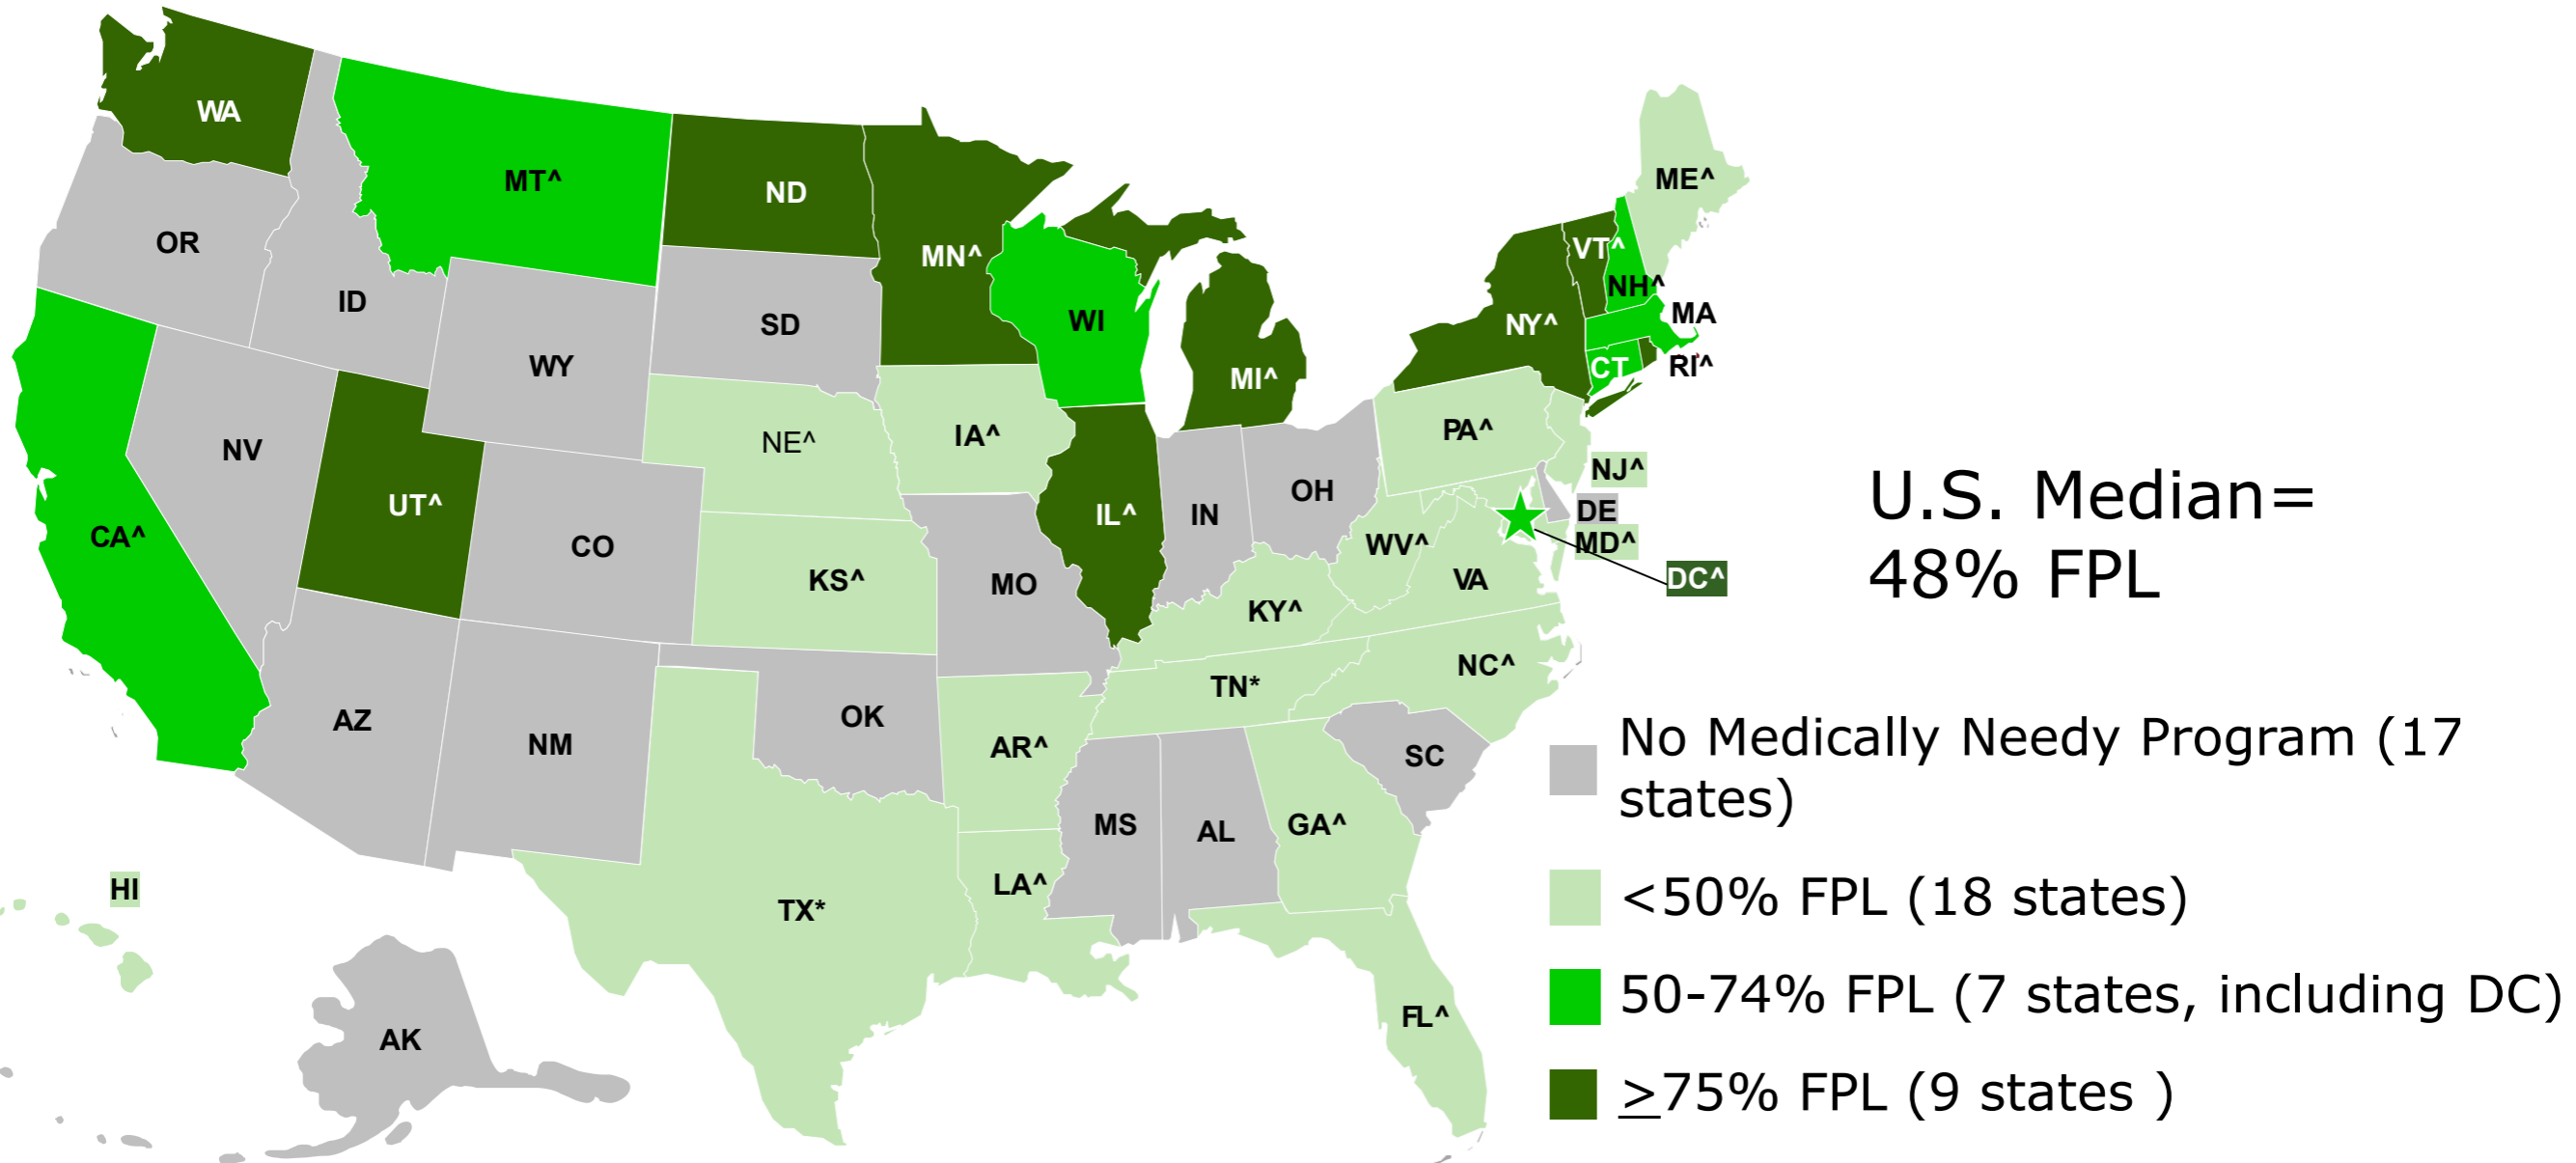 WA
MT^
ND
MN^
ME^
VT^
OR
NH^
ID
SD
WI
NY^
MA
WY
MI^
CT
RI^
NV
NE^
IA^
PA^
NJ^
UT^
IL^
IN
OH
DE
CA^
CO
WV^
MD^
KS^
MO
KY^
VA
DC^
U.S. Median=
48% FPL
NC^
TN*
AZ
NM
OK
AR^
SC
MS
AL
GA^
HI
TX*
LA^
FL^
AK
No Medically Needy Program (17
states)
<50% FPL (18 states)
50-74% FPL (7 states, including DC)
≥75% FPL (9 states )